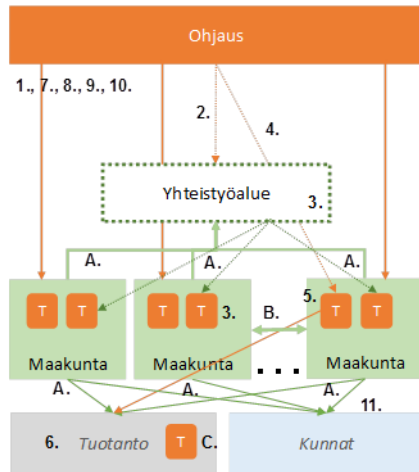 Ohjaus
1., 7., 8., 9., 10.
2.
4.
Yhteistyöalue
3.
A.
A.
A.
T
T
T
T
3.
B.
5.
T
T
Maakunta
Maakunta
. . .
Maakunta
A.
A.
A.
11.
6.
Tuotanto
T
C.
Kunnat